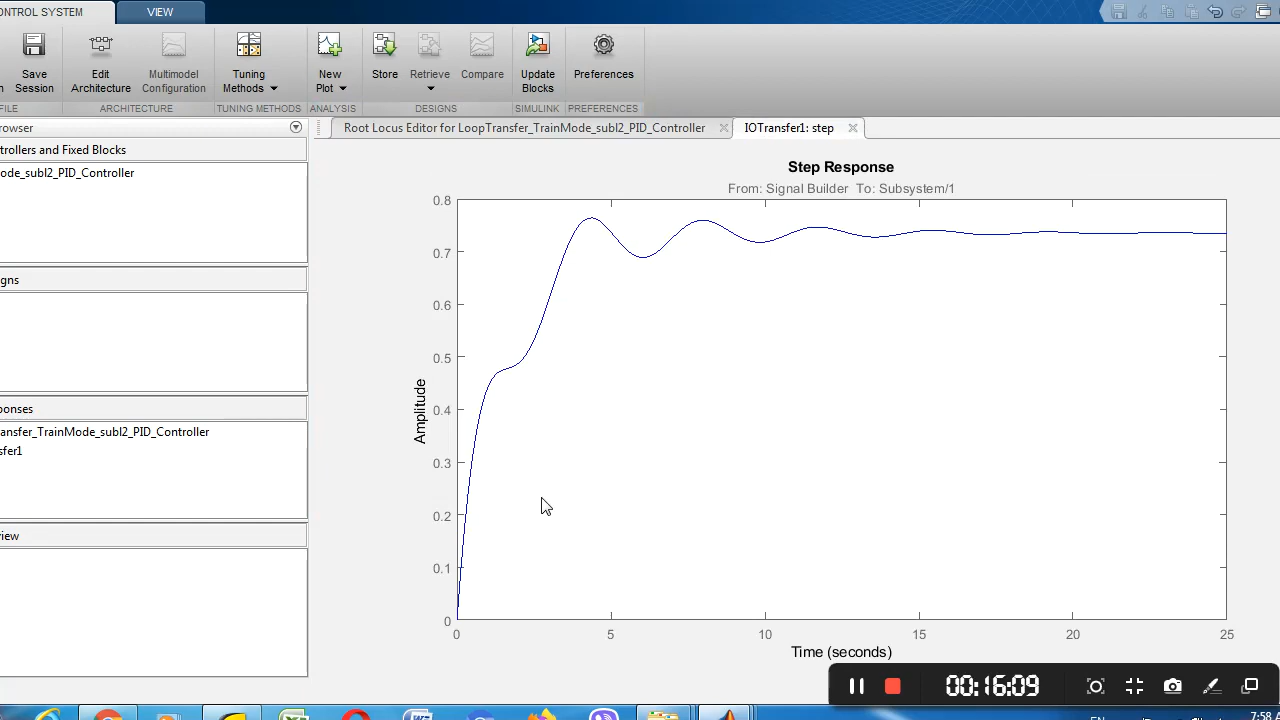 ONTROL SYSTEM
VIEW
Save Session
Edit Architecture
Multimodel Configuration
Tuning Methods
New Plot
Store
Retrieve
Compare
Update Blocks
Preferences
FILE
ARCHITECTURE
TUNING METHODS
ANALYSIS
DESIGNS
SIMULINK
PREFERENCES
rowser
Root Locus Editor for LoopTransfer_TrainMode_subl2_PID_Controller
IOTransfer1: step
trollers and Fixed Blocks
ode_subl2_PID_Controller
igns
ponses
ansfer_TrainMode_subl2_PID_Controller
sfer1
view
Step Response
From: Signal Builder To: Subsystem/1
Amplitude
0.8
0.7
0.6
0.5
0.4
0.3
0.2
0.1
0
0
5
10
15
20
25
Time (seconds)
00:16:09
EN
7:58